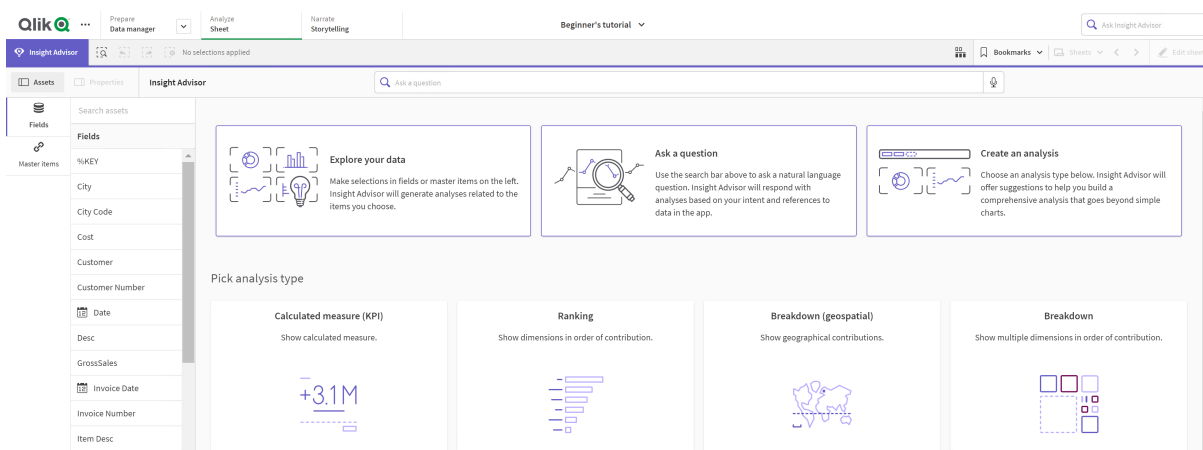 Qlik
Prepare
Data manager
Analyze
Sheet
Narrate
Storytelling
Beginner's tutorial
Ask Insight Advisor
Insight Advisor
No selections applied
Bookmarks
Sheets
Edit shee
Assets
Properties
Insight Advisor
Ask a question
Fields
Master items
Search assets
Fields
%KEY
City
City Code
Cost
Customer
Customer Number
Date
Desc
GrossSales
Invoice Date
Invoice Number
Item Desc
Explore your data
Make selections in fields or master items on the left.
Insight Advisor will generate analyses related to the
items you choose.
Ask a question
Use the search bar above to ask a natural language
question. Insight Advisor will respond with
analyses based on your intent and references to
data in the app.
Create an analysis
Choose an analysis type below. Insight Advisor will
offer suggestions to help you build a
comprehensive analysis that goes beyond simple
charts.
Pick analysis type
Calculated measure (KPI)
Show calculated measure.
+3.1M
Ranking
Show dimensions in order of contribution.
Breakdown (geospatial)
Show geographical contributions.
Breakdown
Show multiple dimensions in order of contribution.